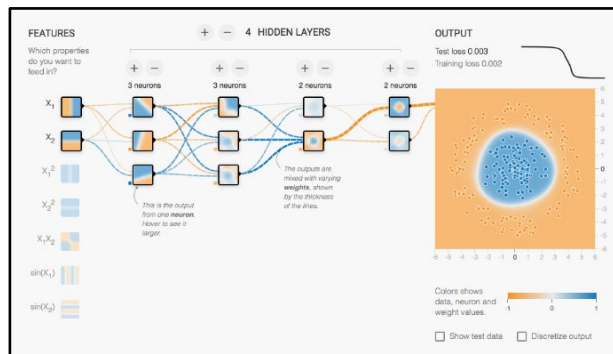 FEATURES
Which properties
do you want to
feed in?
X1
X2
X1²
X2²
X1X2
sin(X1)
sin(X2)
+ − 4 HIDDEN LAYERS
+ −
+ −
+ −
+ −
3 neurons
3 neurons
2 neurons
2 neurons
This is the output
from one neuron.
Hover to see it
larger.
The outputs are
mixed with varying
weights, shown
by the thickness
of the lines.
OUTPUT
Test loss 0.003
Training loss 0.002
6
5
4
3
2
1
0
-1
-2
-3
-4
-5
-6
-6 -5 -4 -3 -2 -1 0 1 2 3 4 5 6
Colors shows
data, neuron and
weight values.
-1 0 1
Show test data
Discretize output